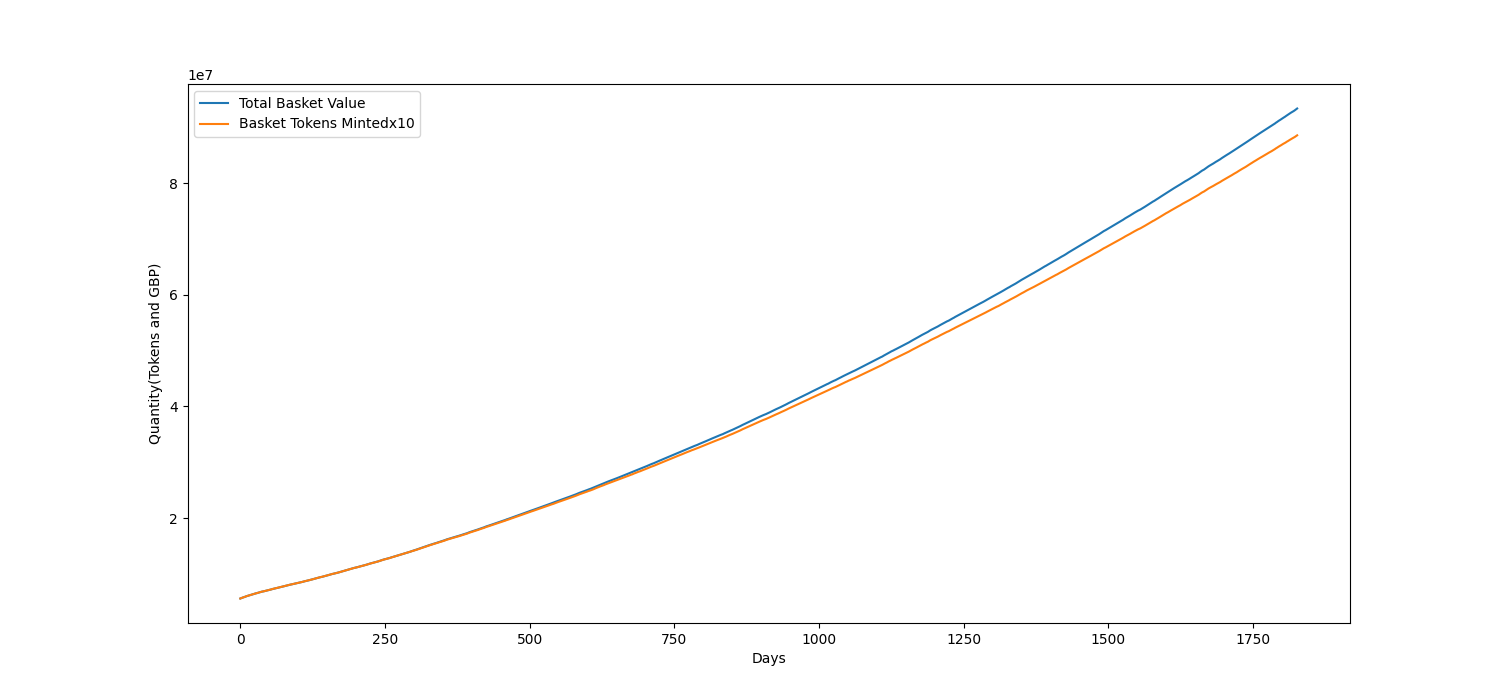 1e7
Total Basket Value
Basket Tokens Mintedx10
8
6
4
2
Quantity(Tokens and GBP)
0 250 500 750 1000 1250 1500 1750
Days